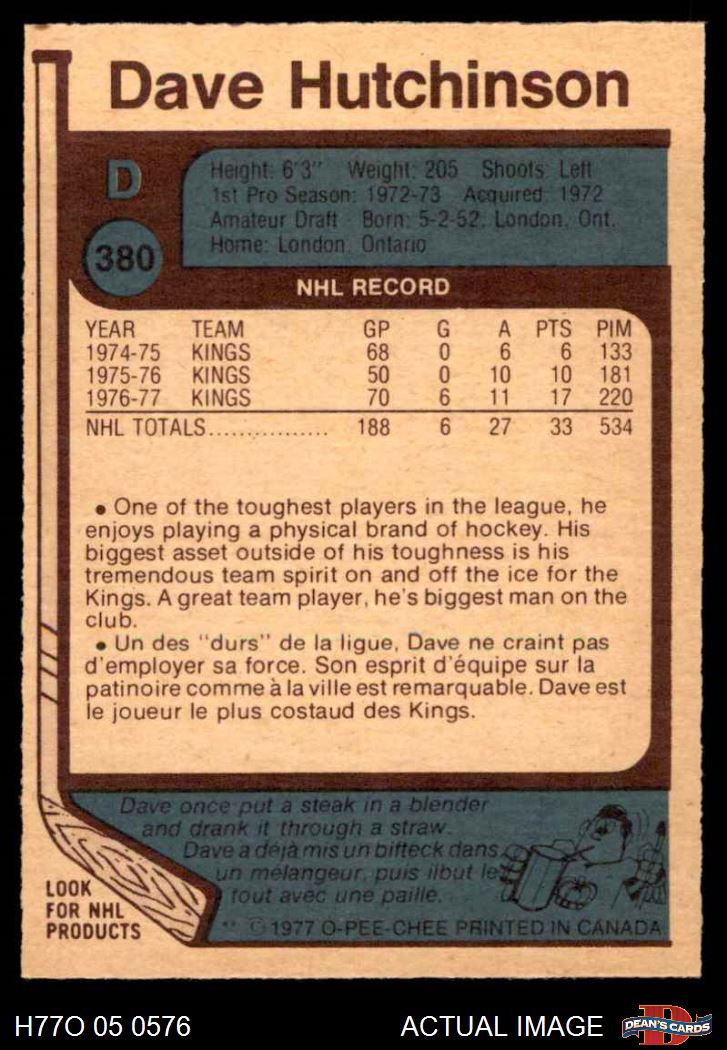 Dave Hutchinson
D
380
Height: 6'3" Weight: 205 Shoots: Left
1st Pro Season: 1972-73 Acquired: 1972
Amateur Draft Born: 5-2-52, London, Ont.
Home: London, Ontario
NHL RECORD
YEAR TEAM GP G A PTS PIM
1974-75 KINGS 68 0 6 6 133
1975-76 KINGS 50 0 10 10 181
1976-77 KINGS 70 6 11 17 220
NHL TOTALS................ 188 6 27 33 534
• One of the toughest players in the league, he
enjoys playing a physical brand of hockey. His
biggest asset outside of his toughness is his
tremendous team spirit on and off the ice for the
Kings. A great team player, he's biggest man on the
club.
• Un des "durs" de la ligue, Dave ne craint pas
d'employer sa force. Son esprit d'équipe sur la
patinoire comme à la ville est remarquable. Dave est
le joueur le plus costaud des Kings.
Dave once put a steak in a blender
and drank it through a straw.
Dave a déjà mis un bifteck dans
un mélangeur, puis ilbut le
tout avec une paille.
LOOK
FOR NHL
PRODUCTS
** © 1977 O-PEE-CHEE PRINTED IN CANADA
H77O 05 0576 ACTUAL IMAGE
D
DEAN'S CARDS